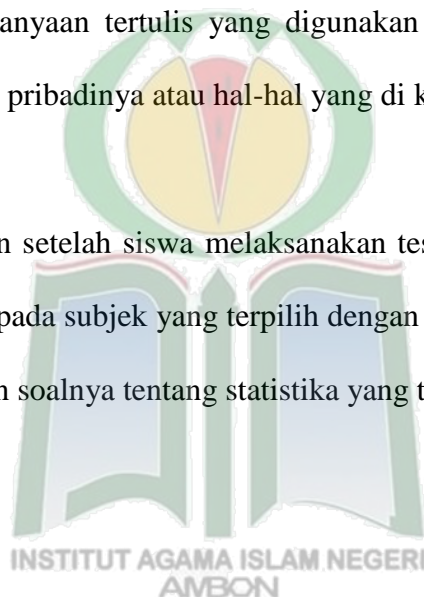 anyaan tertulis yang digunakan
pribadinya atau hal-hal yang di k
n setelah siswa melaksanakan tes
pada subjek yang terpilih dengan
n soalnya tentang statistika yang t
INSTITUT AGAMA ISLAM NEGERI
AMBON